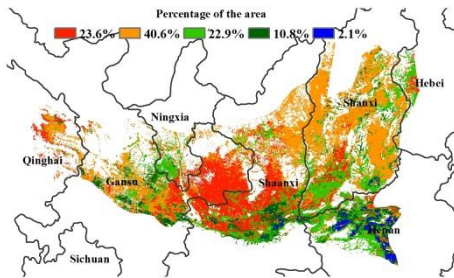 Percentage of the area
23.6% 40.6% 22.9% 10.8% 2.1%
Hebei
Shanxi
Ningxia
Qinghai
Gansu
Shaanxi
Henan
Sichuan